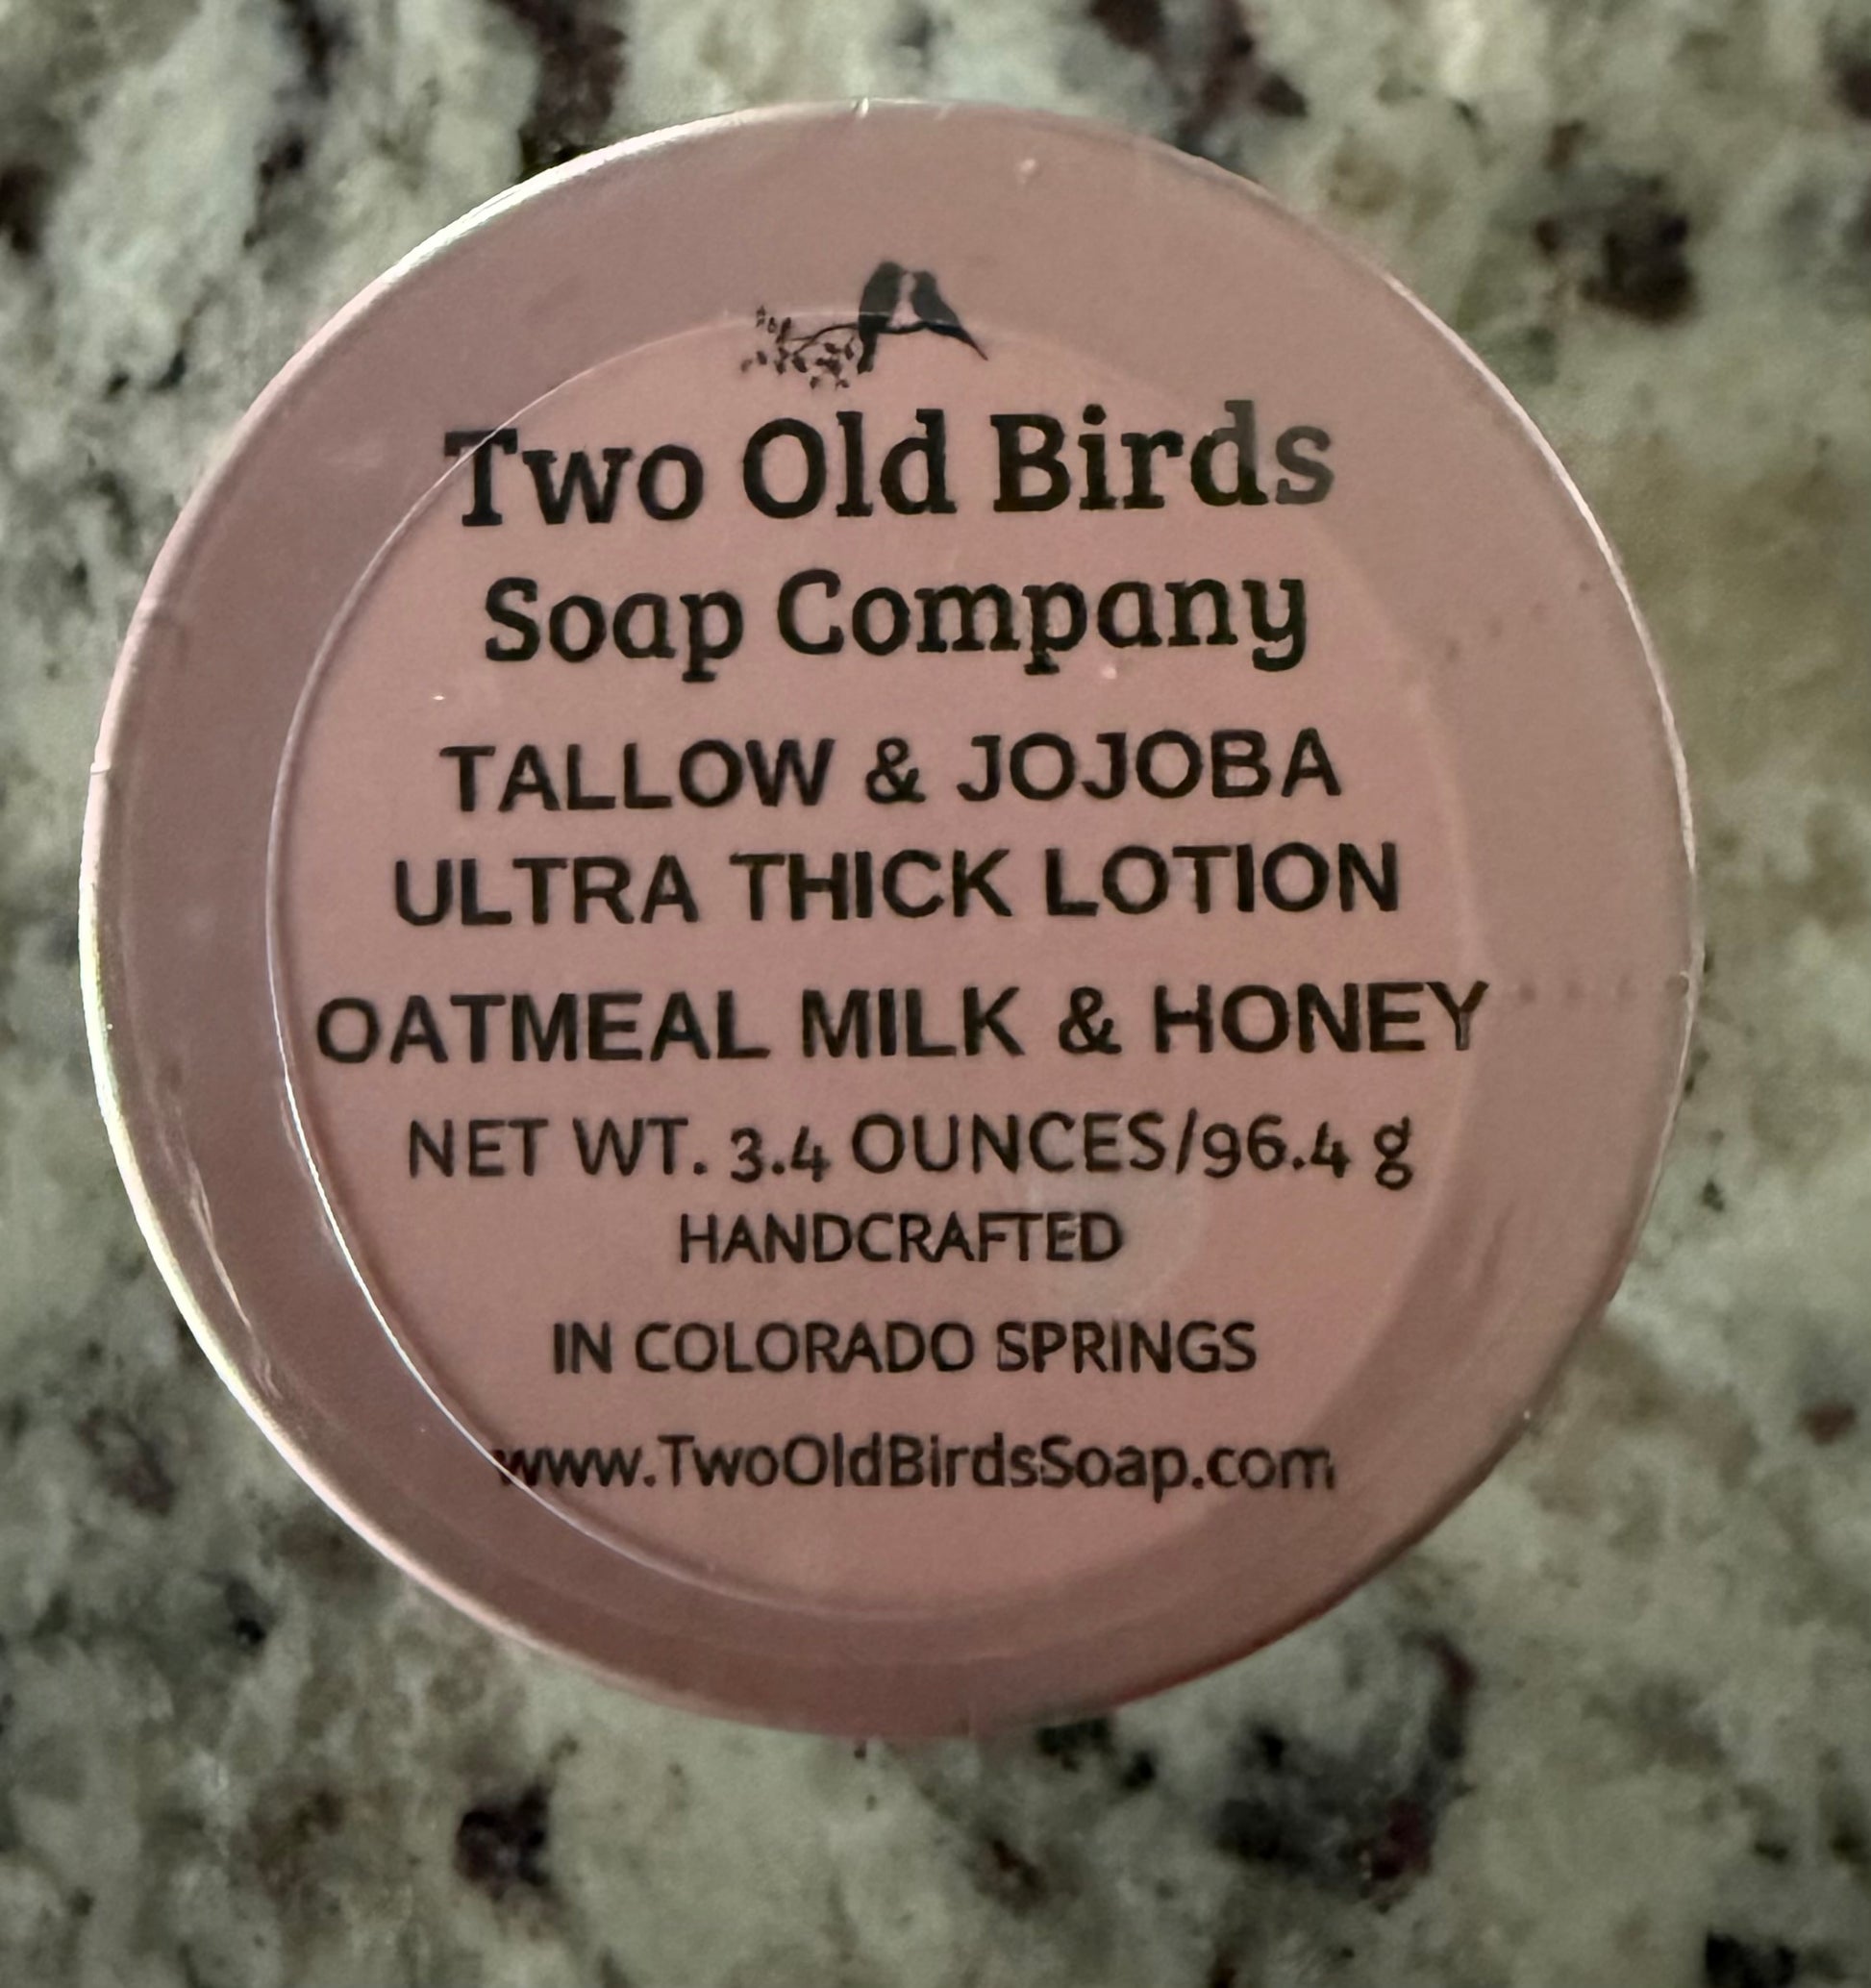 Two Old Birds
Soap Company
TALLOW & JOJOBA
ULTRA THICK LOTION
OATMEAL MILK & HONEY
NET WT. 3.4 OUNCES/96.4 g
HANDCRAFTED
IN COLORADO SPRINGS
www.TwoOldBirdsSoap.com